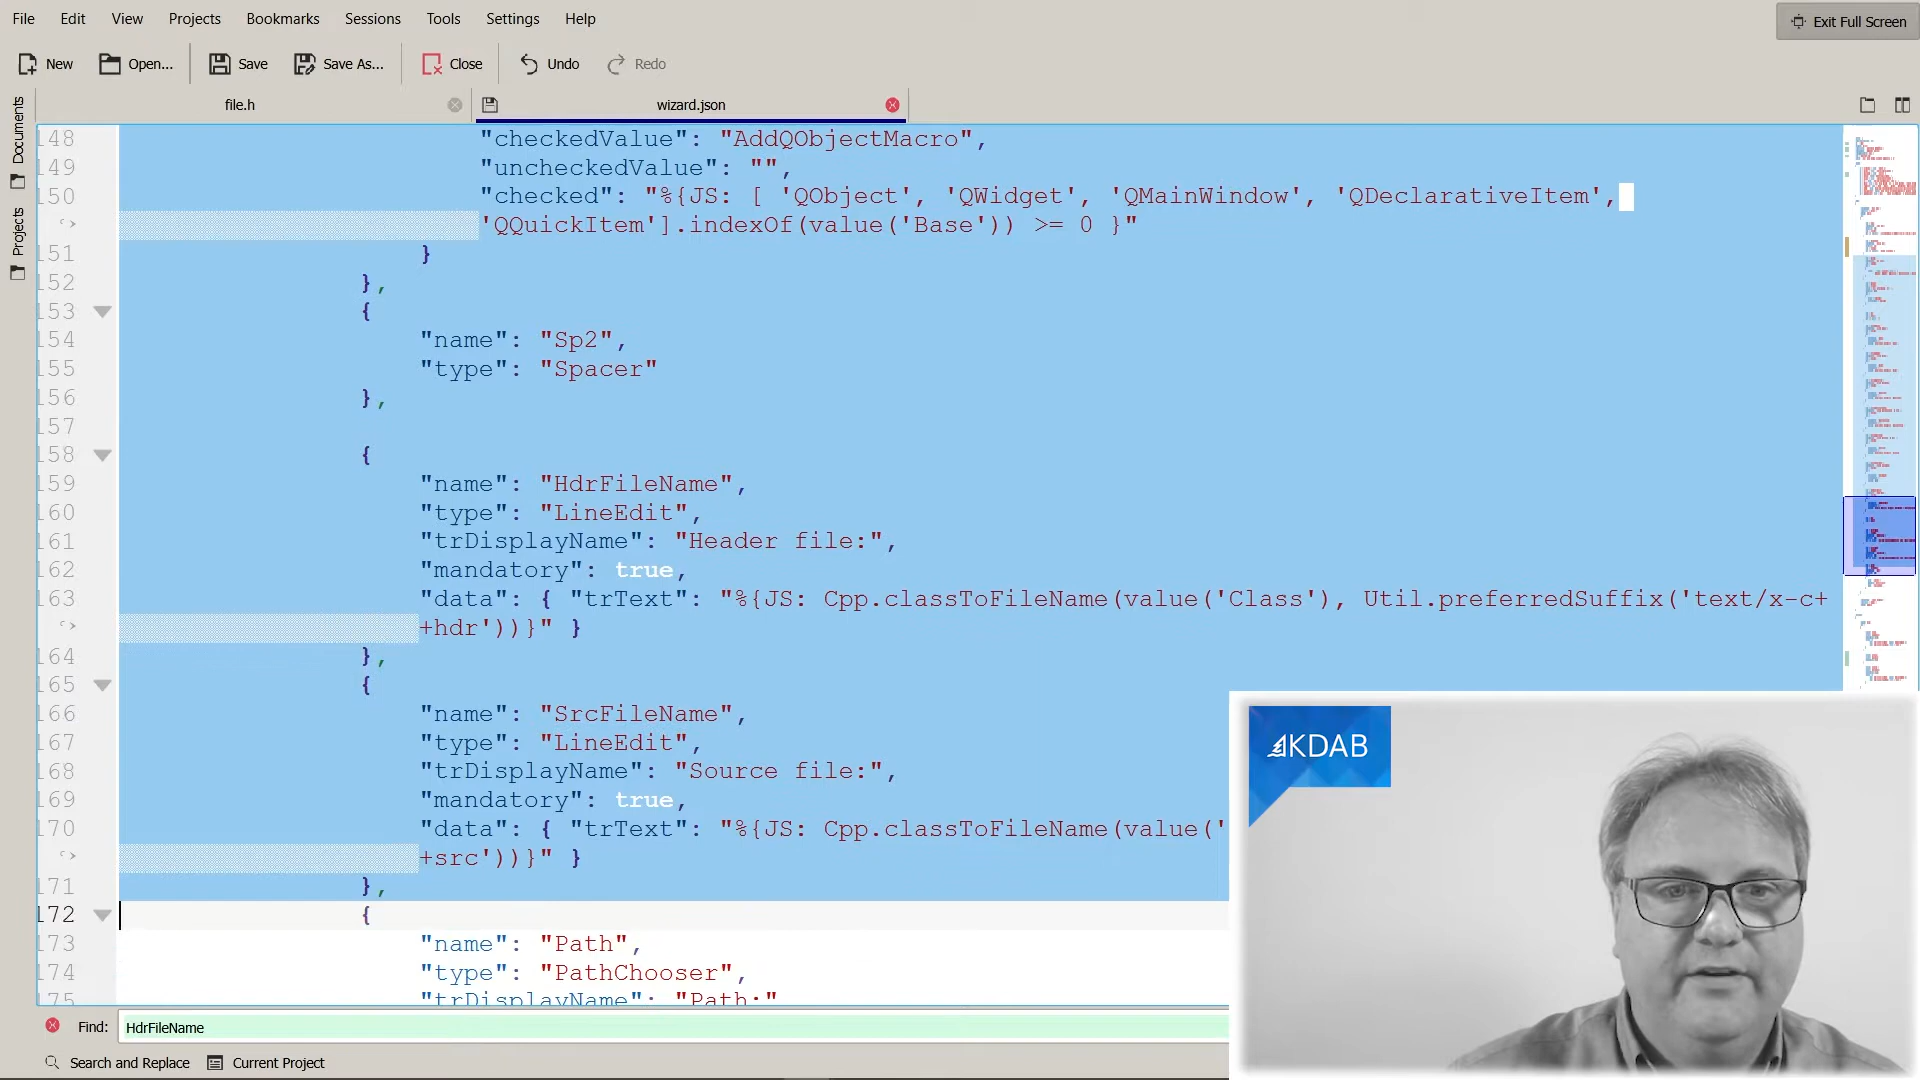 File Edit View Projects Bookmarks Sessions Tools Settings Help
Exit Full Screen
New Open... Save Save As... Close Undo Redo
file.h wizard.json
Documents
Projects
148 "checkedValue": "AddQObjectMacro",
149 "uncheckedValue": "",
150 "checked": "%{JS: [ 'QObject', 'QWidget', 'QMainWindow', 'QDeclarativeItem',
'QQuickItem'].indexOf(value('Base')) >= 0 }"
151 }
152 },
153 {
154 "name": "Sp2",
155 "type": "Spacer"
156 },
157
158 {
159 "name": "HdrFileName",
160 "type": "LineEdit",
161 "trDisplayName": "Header file:",
162 "mandatory": true,
163 "data": { "trText": "%{JS: Cpp.classToFileName(value('Class'), Util.preferredSuffix('text/x-c+
+hdr'))}" }
164 },
165 {
166 "name": "SrcFileName",
167 "type": "LineEdit",
168 "trDisplayName": "Source file:",
169 "mandatory": true,
170 "data": { "trText": "%{JS: Cpp.classToFileName(value('
+src'))}" }
171 },
172 {
173 "name": "Path",
174 "type": "PathChooser",
175 "trDisplayName": "Path:"
KDAB
Find: HdrFileName
Search and Replace Current Project